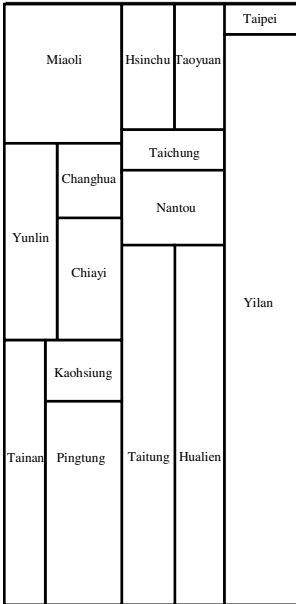 Taipei
Miaoli
Hsinchu
Taoyuan
Taichung
Changhua
Nantou
Yunlin
Chiayi
Yilan
Kaohsiung
Tainan
Pingtung
Taitung
Hualien